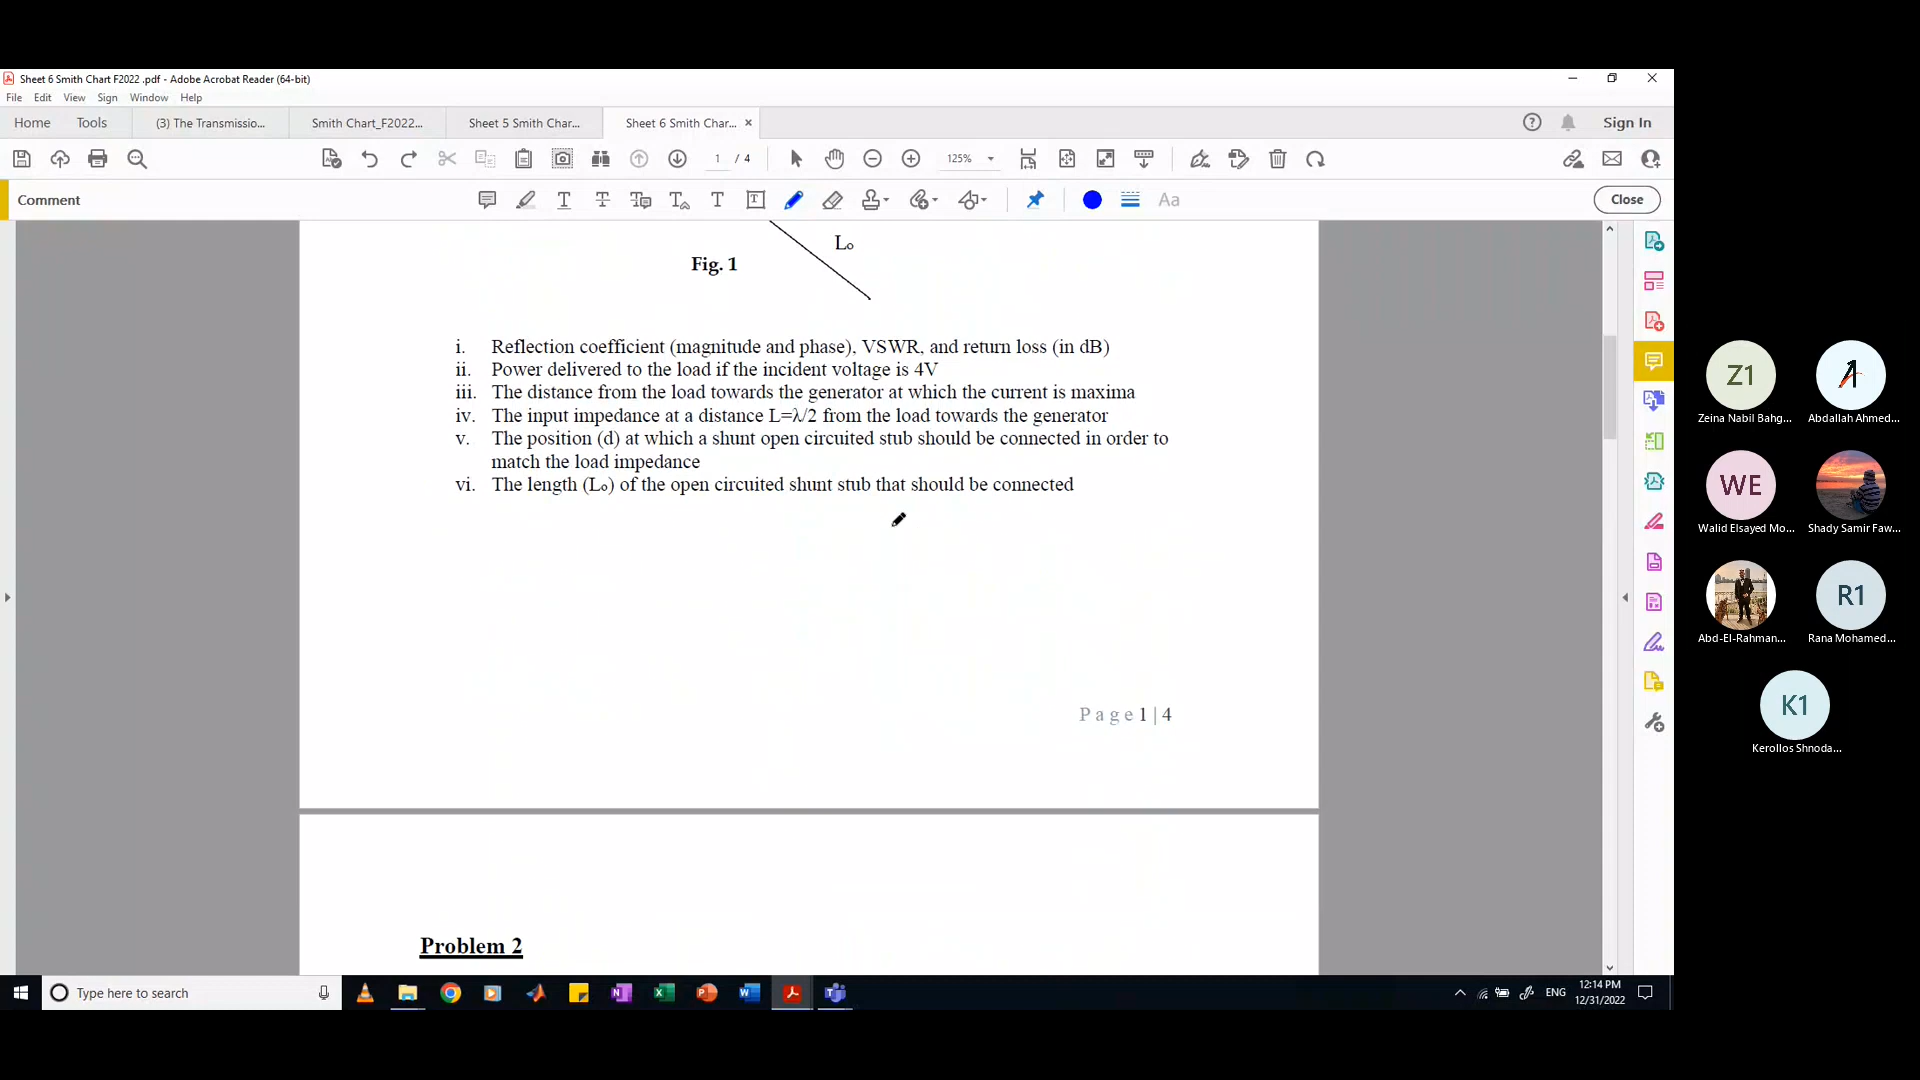 Sheet 6 Smith Chart F2022 .pdf - Adobe Acrobat Reader (64-bit)
File Edit View Sign Window Help
Home Tools (3) The Transmissio... Smith Chart_F2022... Sheet 5 Smith Char... Sheet 6 Smith Char... × Sign In
1 / 4 125%
Comment Aa Close
Lₒ
Fig. 1
i. Reflection coefficient (magnitude and phase), VSWR, and return loss (in dB)
ii. Power delivered to the load if the incident voltage is 4V
iii. The distance from the load towards the generator at which the current is maxima
iv. The input impedance at a distance L=λ/2 from the load towards the generator
v. The position (d) at which a shunt open circuited stub should be connected in order to
match the load impedance
vi. The length (Lₒ) of the open circuited shunt stub that should be connected
Page 1 | 4
Problem 2
Z1
Zeina Nabil Bahg...
Abdallah Ahmed...
WE
Walid Elsayed Mo...
Shady Samir Faw...
Abd-El-Rahman...
R1
Rana Mohamed...
K1
Kerollos Shnoda...
Type here to search
ENG
12:14 PM
12/31/2022